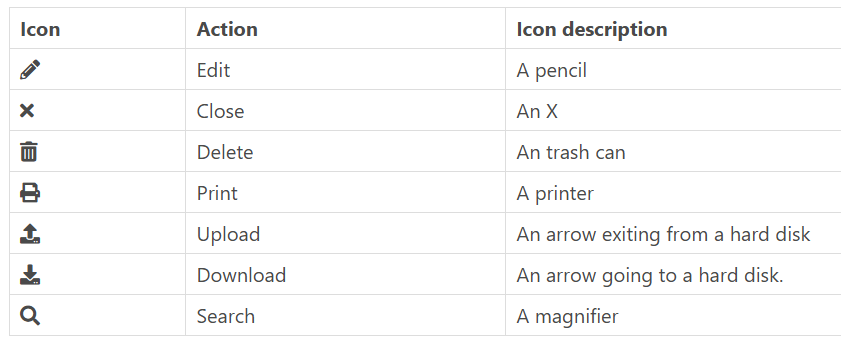 Icon Action Icon description
Edit A pencil
Close An X
Delete An trash can
Print A printer
Upload An arrow exiting from a hard disk
Download An arrow going to a hard disk.
Search A magnifier